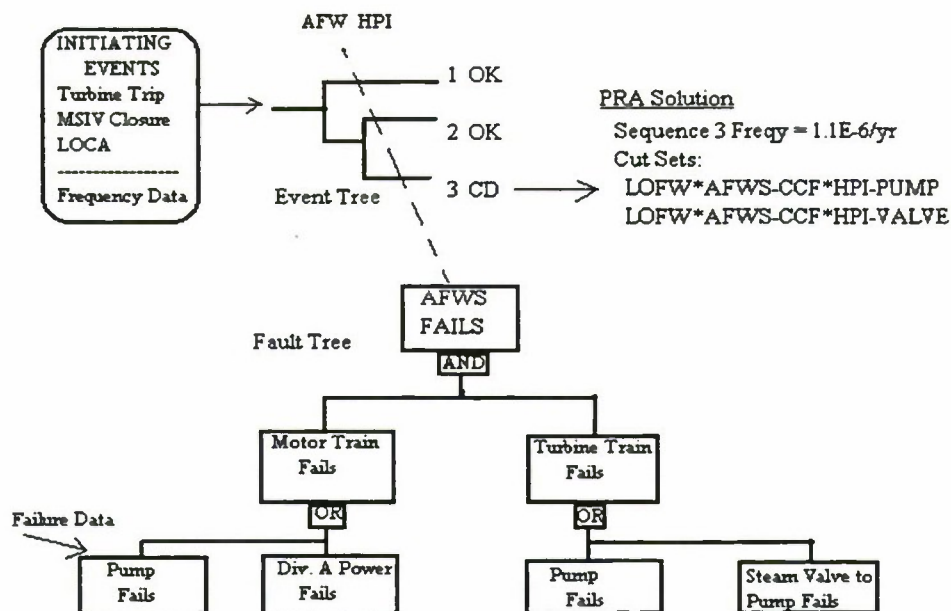 AFW HPI
INITIATING
EVENTS
Turbine Trip
MSIV Closure
LOCA
Frequency Data
1 OK
2 OK
3 CD
Event Tree
PRA Solution
Sequence 3 Freqy = 1.1E-6/yr
Cut Sets:
LOFW*AFWS-CCF*HPI-PUMP
LOFW*AFWS-CCF*HPI-VALVE
AFWS
FAILS
AND
Fault Tree
Motor Train
Fails
OR
Turbine Train
Fails
OR
Failure Data
Pump
Fails
Div. A Power
Fails
Pump
Fails
Steam Valve to
Pump Fails